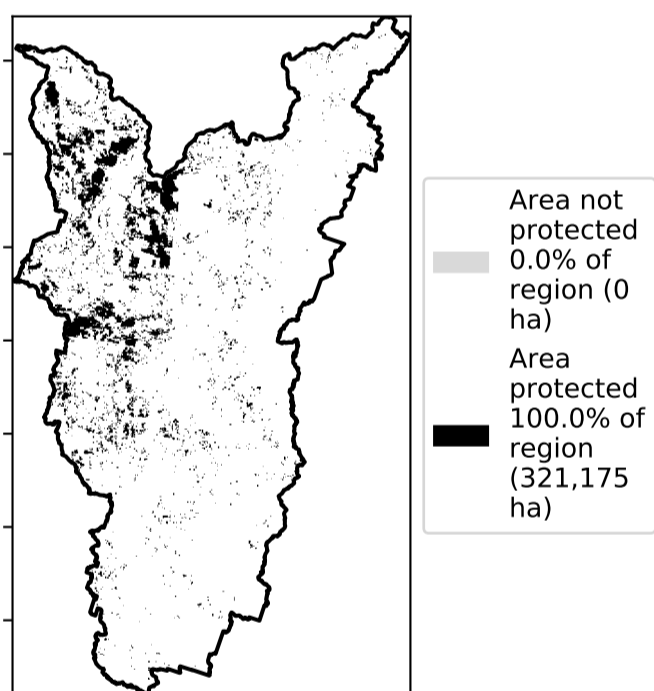 Area not
protected
0.0% of
region (0
ha)
Area
protected
100.0% of
region
(321,175
ha)